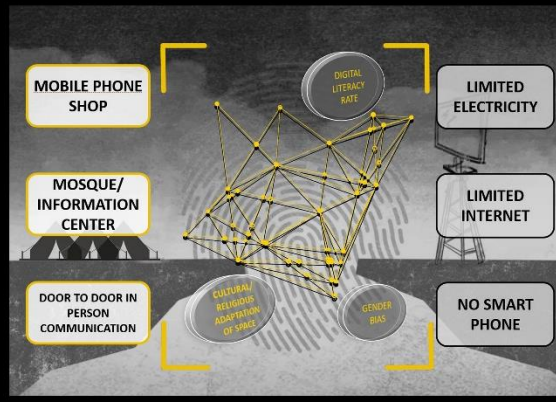 MOBILE PHONE
SHOP
MOSQUE/
INFORMATION
CENTER
DOOR TO DOOR IN
PERSON
COMMUNICATION
DIGITAL
LITERACY
RATE
CULTURAL/
RELIGIOUS
ADAPTATION
OF SPACE
GENDER
BIAS
LIMITED
ELECTRICITY
LIMITED
INTERNET
NO SMART
PHONE